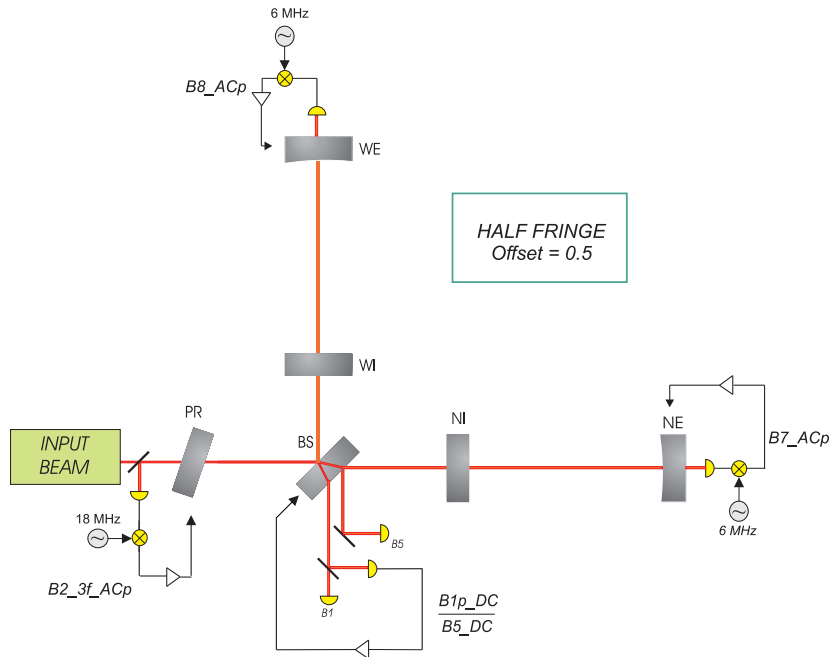 6 MHz
B8_ACp
WE
HALF FRINGE
Offset = 0.5
WI
PR
BS
NI
NE
INPUT
BEAM
B7_ACp
18 MHz
6 MHz
B5
B2_3f_ACp
B1
B1p_DC
B5_DC